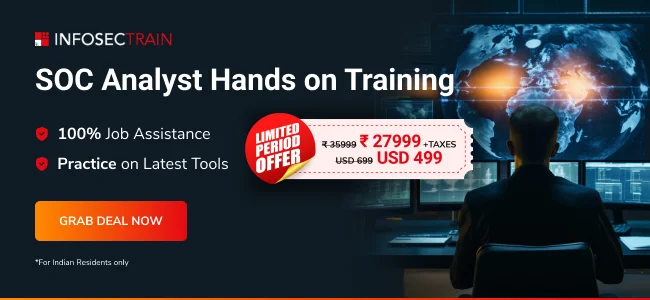 INFOSECTRAIN
SOC Analyst Hands on Training
100% Job Assistance
Practice on Latest Tools
LIMITED
PERIOD
OFFER
₹ 35999 ₹ 27999 +TAXES
USD 699 USD 499
GRAB DEAL NOW
*For Indian Residents only